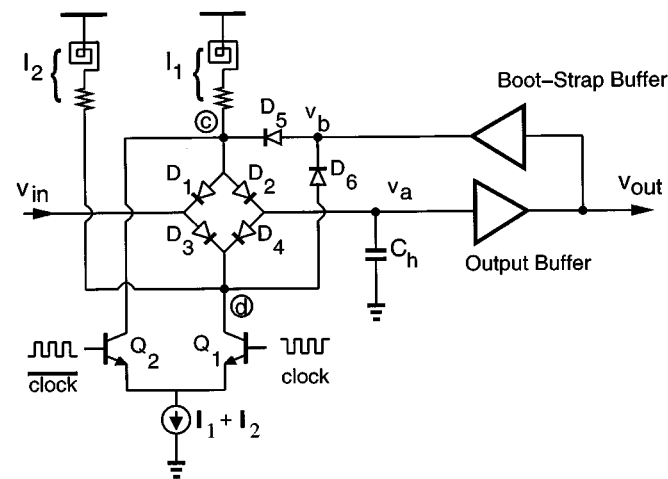 I2 {
I1 {
Boot–Strap Buffer
ⓒ
D5
vb
D1
D2
D6
vin
va
vout
D3
D4
Ch
Output Buffer
ⓓ
Q2
Q1
clock
clock
I1 + I2